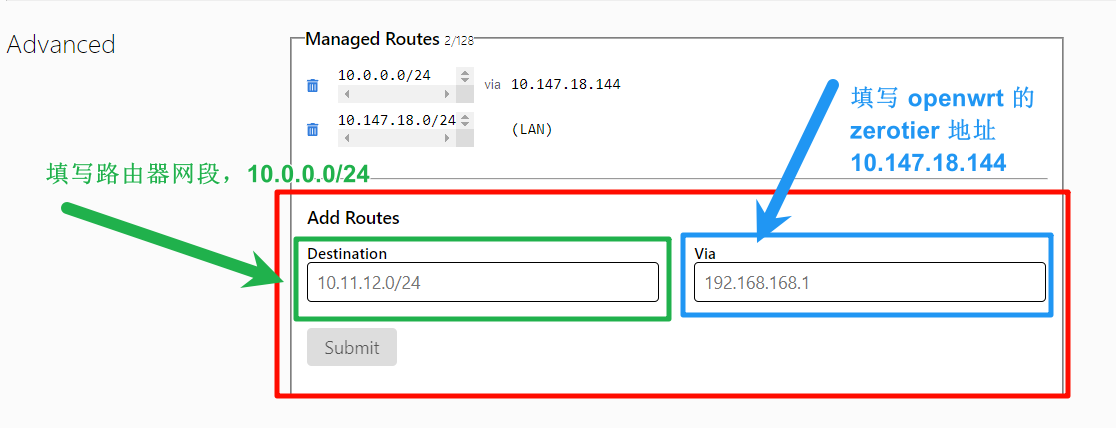 Advanced
Managed Routes 2/128
10.0.0.0/24 via 10.147.18.144
10.147.18.0/24 (LAN)
填写 openwrt 的
zerotier 地址
10.147.18.144
填写路由器网段，10.0.0.0/24
Add Routes
Destination
10.11.12.0/24
Via
192.168.168.1
Submit